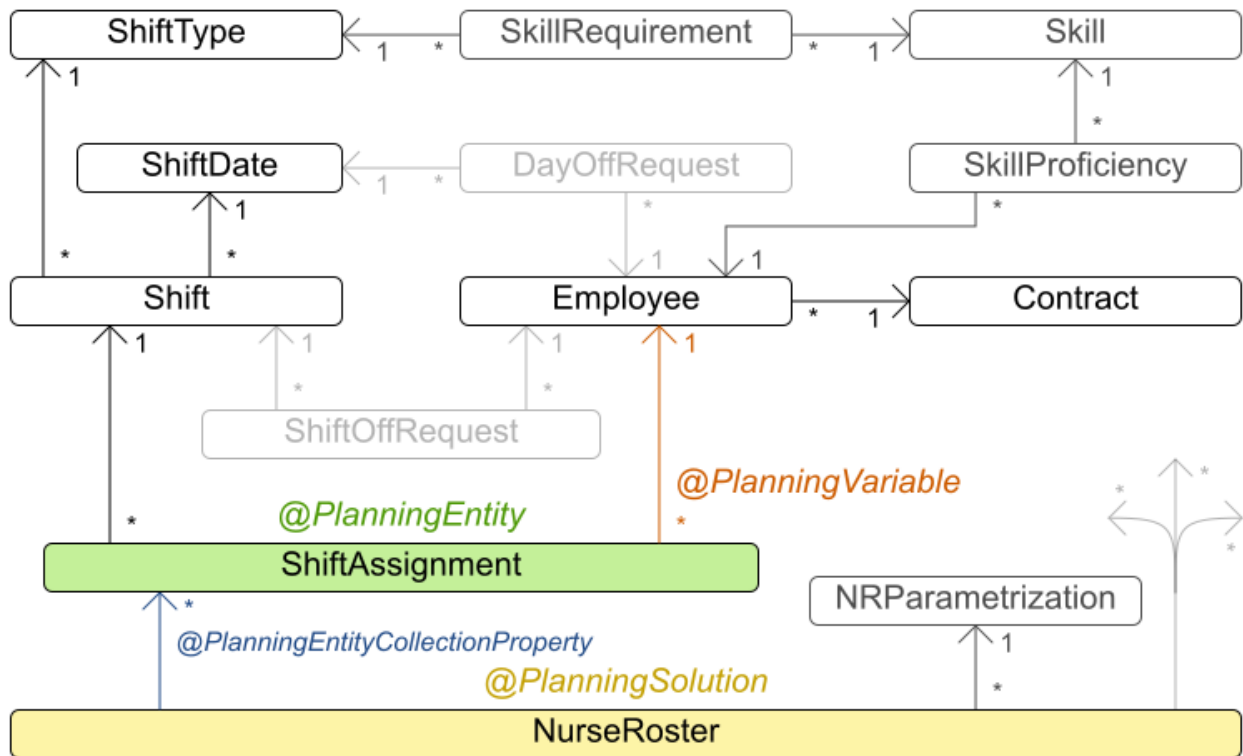 ShiftType
1
*
SkillRequirement
*
1
Skill
1
1
*
ShiftDate
1
*
DayOffRequest
SkillProficiency
1
*
*
*
*
1
1
Shift
Employee
*
1
Contract
1
1
1
1
*
*
ShiftOffRequest
@PlanningVariable
*
*
*
@PlanningEntity
*
*
ShiftAssignment
*
NRParametrization
@PlanningEntityCollectionProperty
1
@PlanningSolution
*
NurseRoster